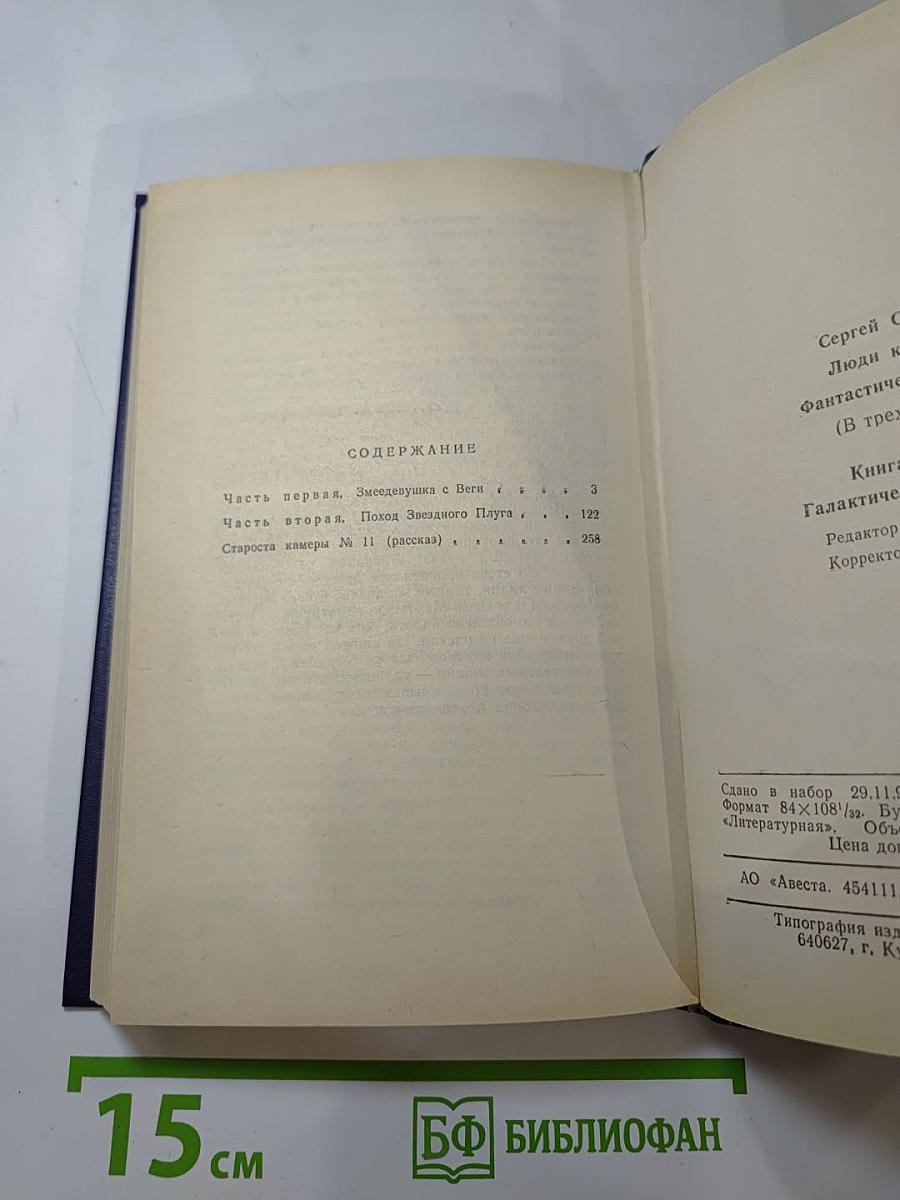 СОДЕРЖАНИЕ
Часть первая. Змеедевушка с Веги . . . . 3
Часть вторая. Поход Звездного Плуга . . . 122
Староста камеры № 11 (рассказ) . . . . . . . 258
Сергей С
Люди к
Фантастиче
(В трех
Книга
Галактиче
Редактор
Корректо
Сдано в набор 29.11.9
Формат 84×108¹/₃₂. Бу
«Литературная». Объ
Цена до
АО «Авеста. 454111
Типография изд
640627, г. Ку
15 см
БФ БИБЛИОФАН